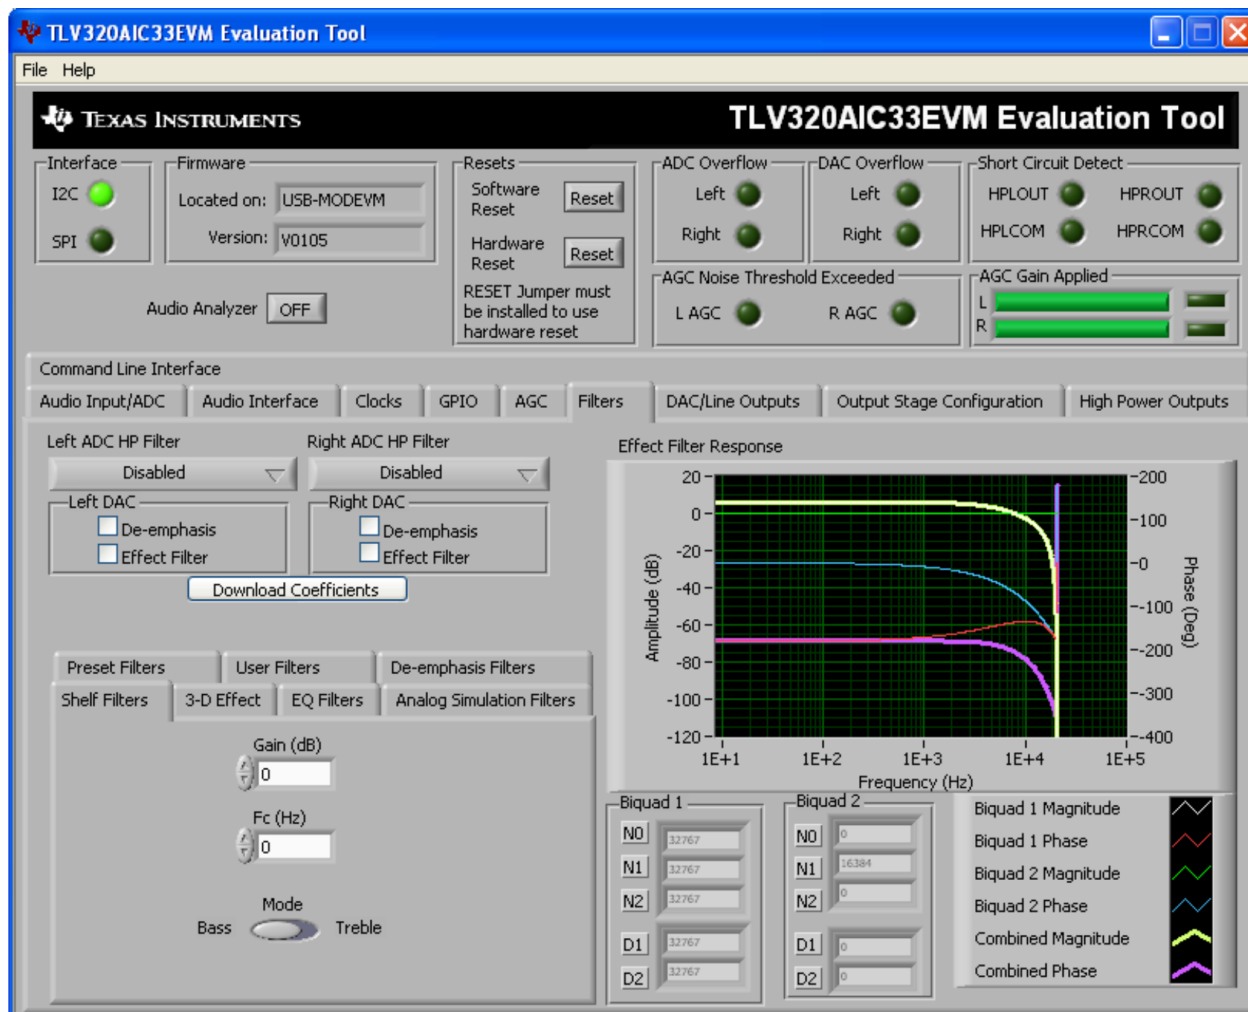 TLV320AIC33EVM Evaluation Tool
File Help
TEXAS INSTRUMENTS
TLV320AIC33EVM Evaluation Tool
Interface
I2C
SPI
Firmware
Located on: USB-MODEVM
Version: V0105
Audio Analyzer OFF
Resets
Software Reset
Reset
Hardware Reset
Reset
RESET Jumper must
be installed to use
hardware reset
ADC Overflow
Left
Right
DAC Overflow
Left
Right
Short Circuit Detect
HPLOUT HPROUT
HPLCOM HPRCOM
AGC Noise Threshold Exceeded
L AGC R AGC
AGC Gain Applied
L
R
Command Line Interface
Audio Input/ADC Audio Interface Clocks GPIO AGC Filters DAC/Line Outputs Output Stage Configuration High Power Outputs
Left ADC HP Filter
Disabled
Right ADC HP Filter
Disabled
Left DAC
De-emphasis
Effect Filter
Right DAC
De-emphasis
Effect Filter
Download Coefficients
Preset Filters User Filters De-emphasis Filters
Shelf Filters 3-D Effect EQ Filters Analog Simulation Filters
Gain (dB)
0
Fc (Hz)
0
Mode
Bass Treble
Effect Filter Response
Amplitude (dB)
20
0
-20
-40
-60
-80
-100
-120
200
100
0
-100
-200
-300
-400
Phase (Deg)
1E+1 1E+2 1E+3 1E+4 1E+5
Frequency (Hz)
Biquad 1
N0 32767
N1 32767
N2 32767
D1 32767
D2 32767
Biquad 2
N0 0
N1 16384
N2 0
D1 0
D2 0
Biquad 1 Magnitude
Biquad 1 Phase
Biquad 2 Magnitude
Biquad 2 Phase
Combined Magnitude
Combined Phase